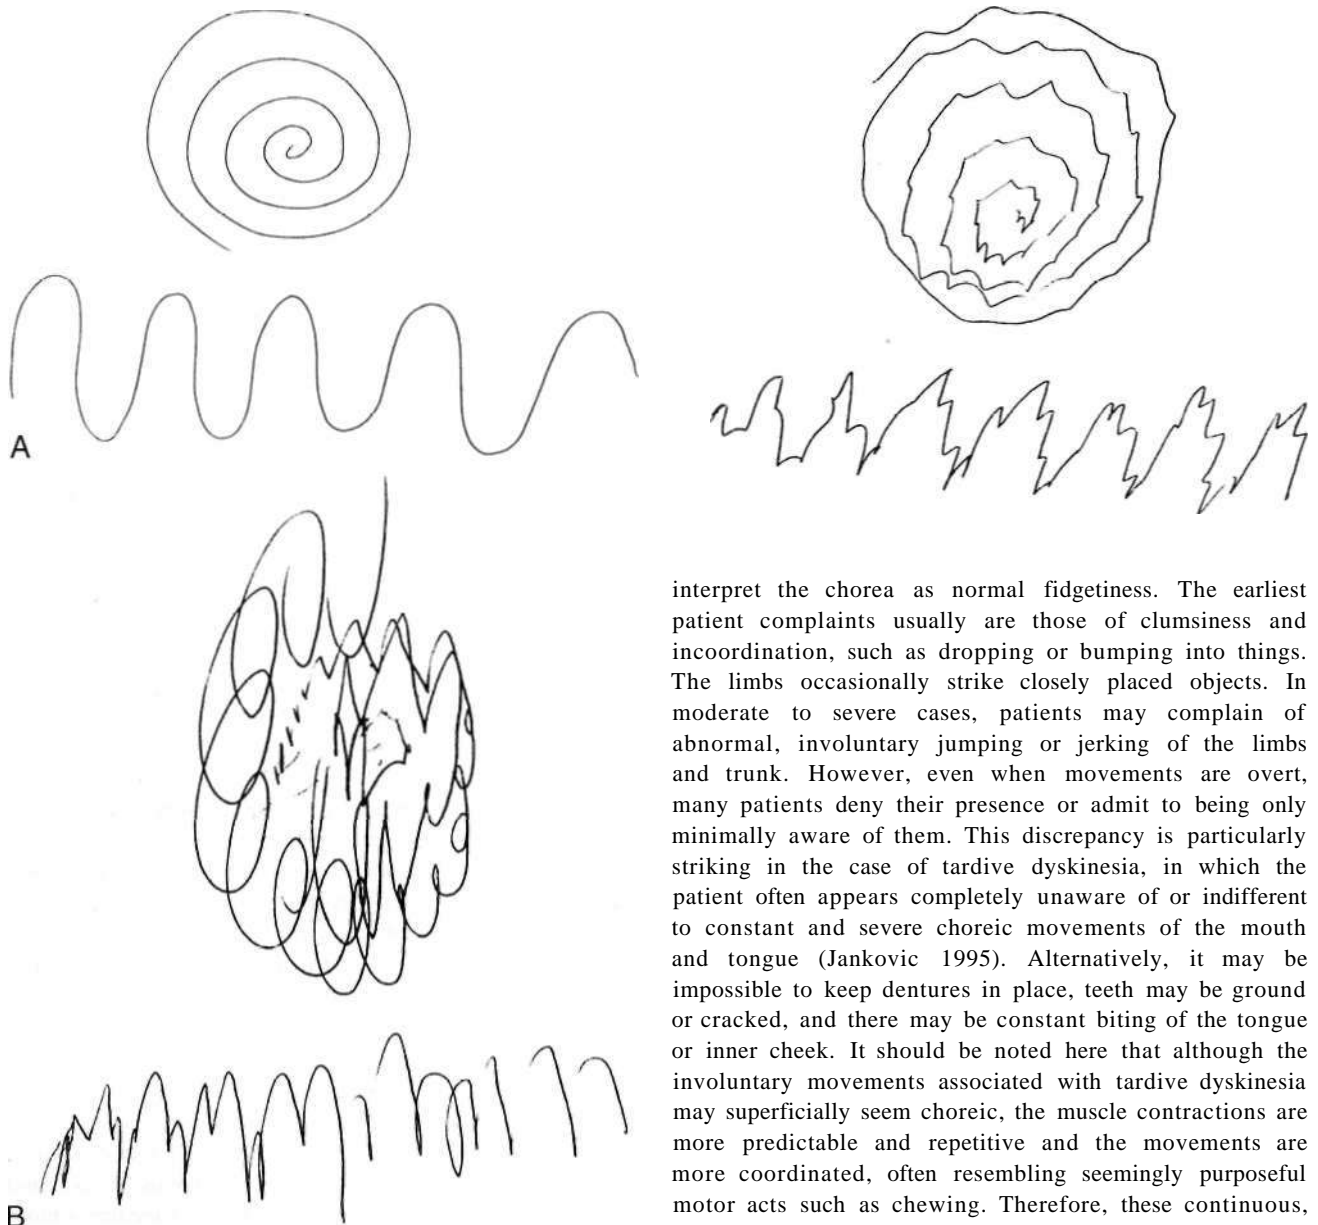 A
B
interpret the chorea as normal fidgetiness. The earliest
patient complaints usually are those of clumsiness and
incoordination, such as dropping or bumping into things.
The limbs occasionally strike closely placed objects. In
moderate to severe cases, patients may complain of
abnormal, involuntary jumping or jerking of the limbs
and trunk. However, even when movements are overt,
many patients deny their presence or admit to being only
minimally aware of them. This discrepancy is particularly
striking in the case of tardive dyskinesia, in which the
patient often appears completely unaware of or indifferent
to constant and severe choreic movements of the mouth
and tongue (Jankovic 1995). Alternatively, it may be
impossible to keep dentures in place, teeth may be ground
or cracked, and there may be constant biting of the tongue
or inner cheek. It should be noted here that although the
involuntary movements associated with tardive dyskinesia
may superficially seem choreic, the muscle contractions are
more predictable and repetitive and the movements are
more coordinated, often resembling seemingly purposeful
motor acts such as chewing. Therefore, these continuous,